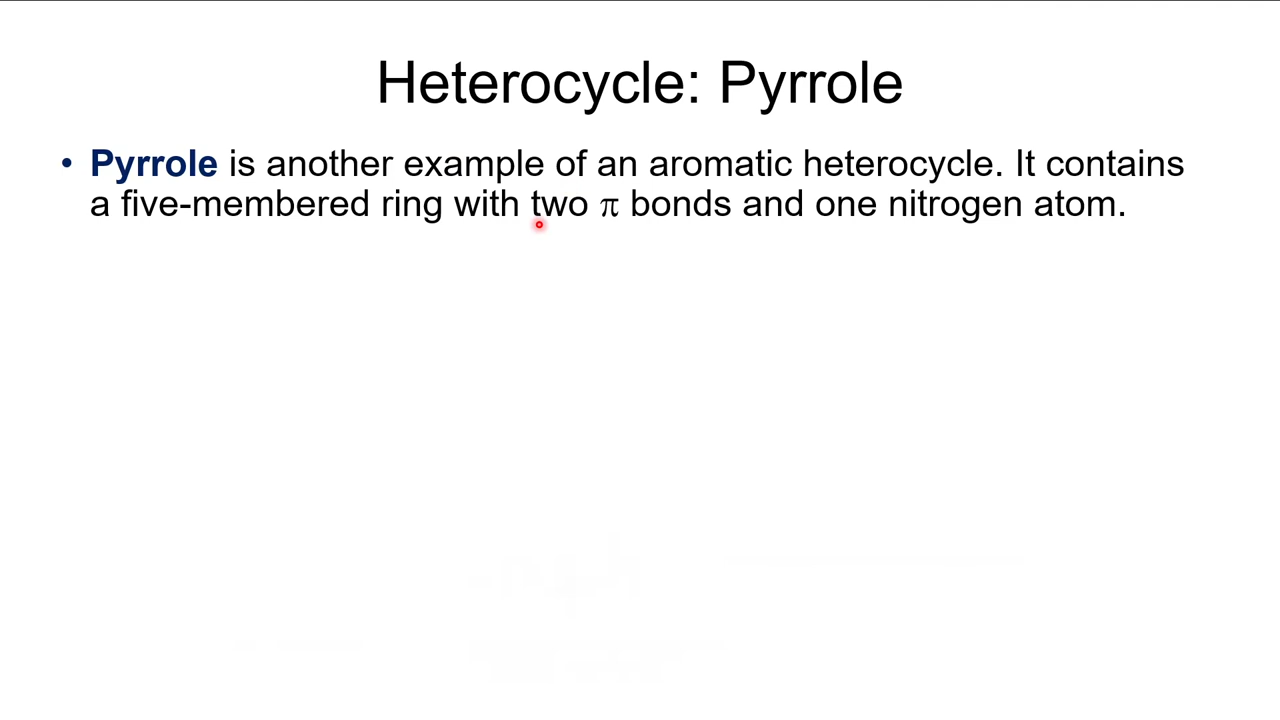 Heterocycle: Pyrrole
• Pyrrole is another example of an aromatic heterocycle. It contains
a five-membered ring with two π bonds and one nitrogen atom.